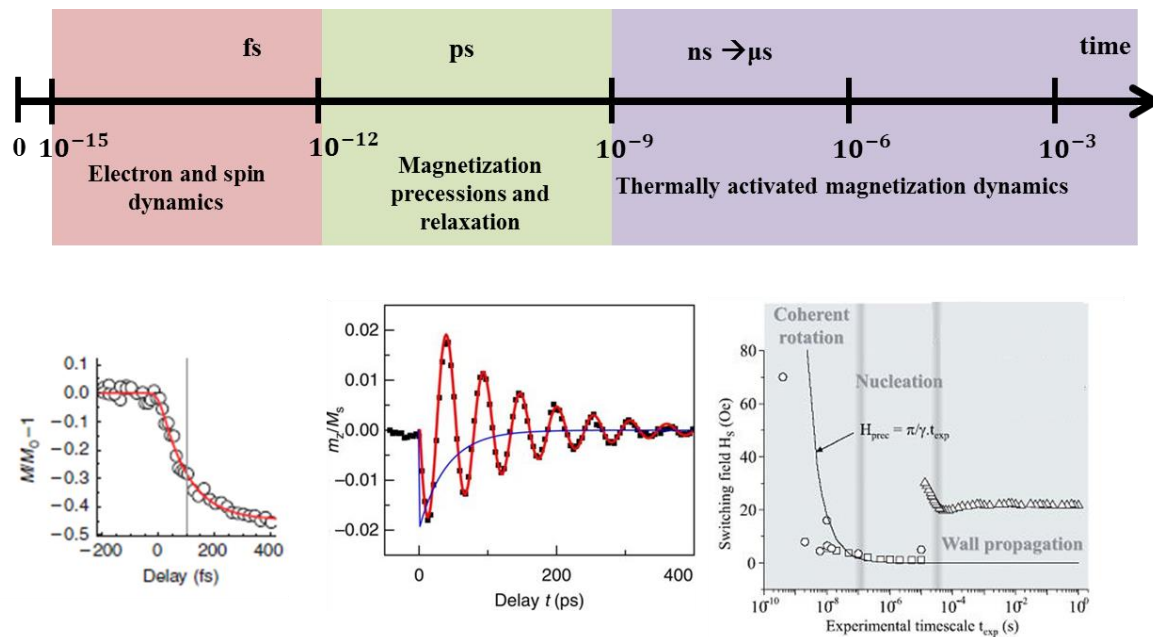 fs ps ns →μs time
0 10⁻¹⁵ 10⁻¹² 10⁻⁹ 10⁻⁶ 10⁻³
Electron and spin
dynamics
Magnetization
precessions and
relaxation
Thermally activated magnetization dynamics
0.1
0.0
−0.1
−0.2
−0.3
−0.4
−0.5
M/M₀−1
−200 0 200 400
Delay (fs)
0.02
0.01
0.00
−0.01
−0.02
m_z/M_s
0 200 400
Delay t (ps)
Coherent
rotation
Nucleation
H_prec = π/γ.t_exp
Wall propagation
80
60
40
20
0
Switching field H_S (Oe)
10⁻¹⁰ 10⁻⁸ 10⁻⁶ 10⁻⁴ 10⁻² 10⁰
Experimental timescale t_exp (s)